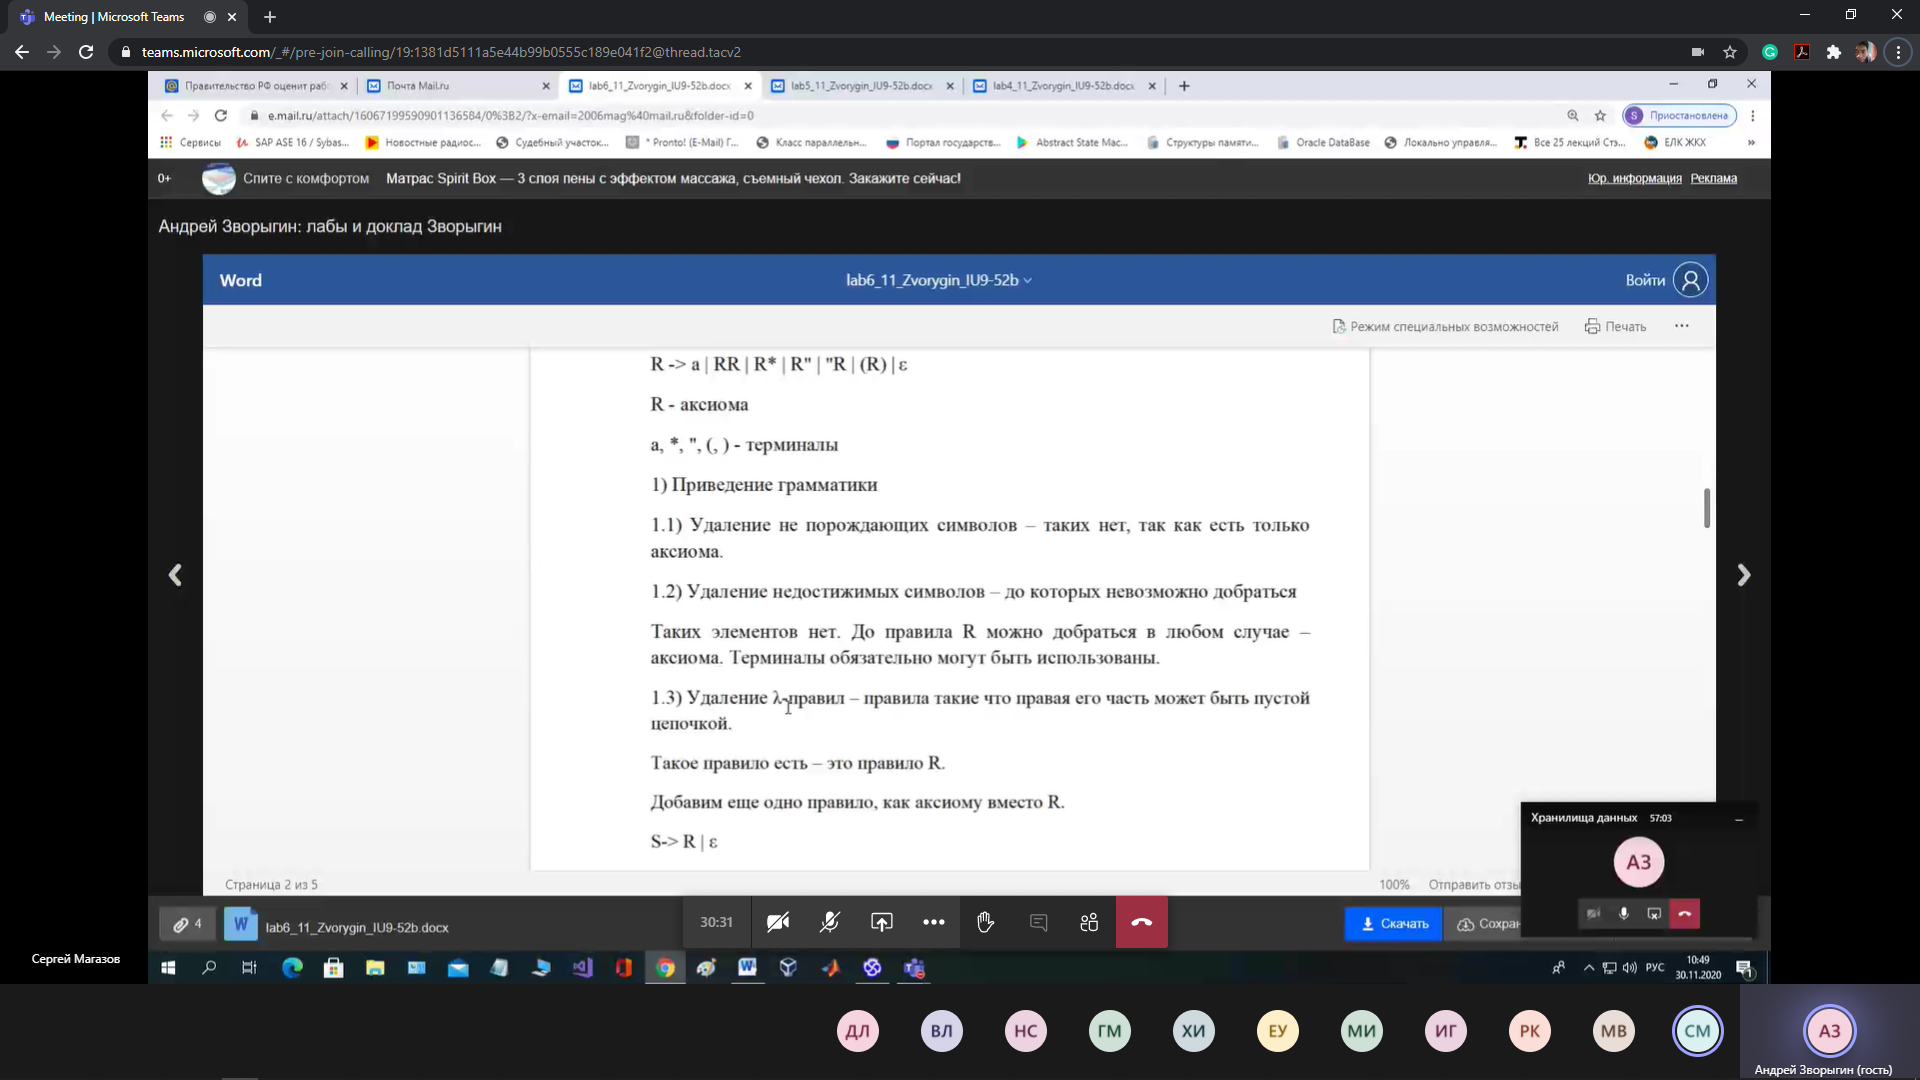 Meeting | Microsoft Teams
teams.microsoft.com/_#/pre-join-calling/19:1381d5111a5e44b99b0555c189e041f2@thread.tacv2
Правительство РФ оценит раб
Почта Mail.ru
lab6_11_Zvorygin_IU9-52b.docx
lab5_11_Zvorygin_IU9-52b.docx
lab4_11_Zvorygin_IU9-52b.docx
e.mail.ru/attach/16067199590901136584/0%3B2/?x-email=2006mag%40mail.ru&folder-id=0
S Приостановлена
Сервисы
SAP ASE 16 / Sybas...
Новостные радиос...
Судебный участок...
* Pronto! (E-Mail) Г...
Класс параллельн...
Портал государст...
Abstract State Mac...
Структуры памяти...
Oracle DataBase
Локально управля...
Все 25 лекций Стэ...
ЕЛК ЖКХ
»
0+
Спите с комфортом
Матрас Spirit Box — 3 слоя пены с эффектом массажа, съемный чехол. Закажите сейчас!
Юр. информация
Реклама
Андрей Зворыгин: лабы и доклад Зворыгин
Word
lab6_11_Zvorygin_IU9-52b
Войти
Режим специальных возможностей
Печать
R -> a | RR | R* | R" | "R | (R) | ε
R - аксиома
a, *, ", (, ) - терминалы
1) Приведение грамматики
1.1) Удаление не порождающих символов – таких нет, так как есть только
аксиома.
1.2) Удаление недостижимых символов – до которых невозможно добраться
Таких элементов нет. До правила R можно добраться в любом случае –
аксиома. Терминалы обязательно могут быть использованы.
1.3) Удаление λ-правил – правила такие что правая его часть может быть пустой
цепочкой.
Такое правило есть – это правило R.
Добавим еще одно правило, как аксиому вместо R.
S-> R | ε
Страница 2 из 5
100%
Отправить отзы
Хранилища данных 57:03
АЗ
4
W
lab6_11_Zvorygin_IU9-52b.docx
30:31
Скачать
Сохран
Сергей Магазов
РУС
10:49
30.11.2020
1
ДЛ
ВЛ
НС
ГМ
ХИ
ЕУ
МИ
ИГ
РК
МВ
СМ
АЗ
Андрей Зворыгин (гость)